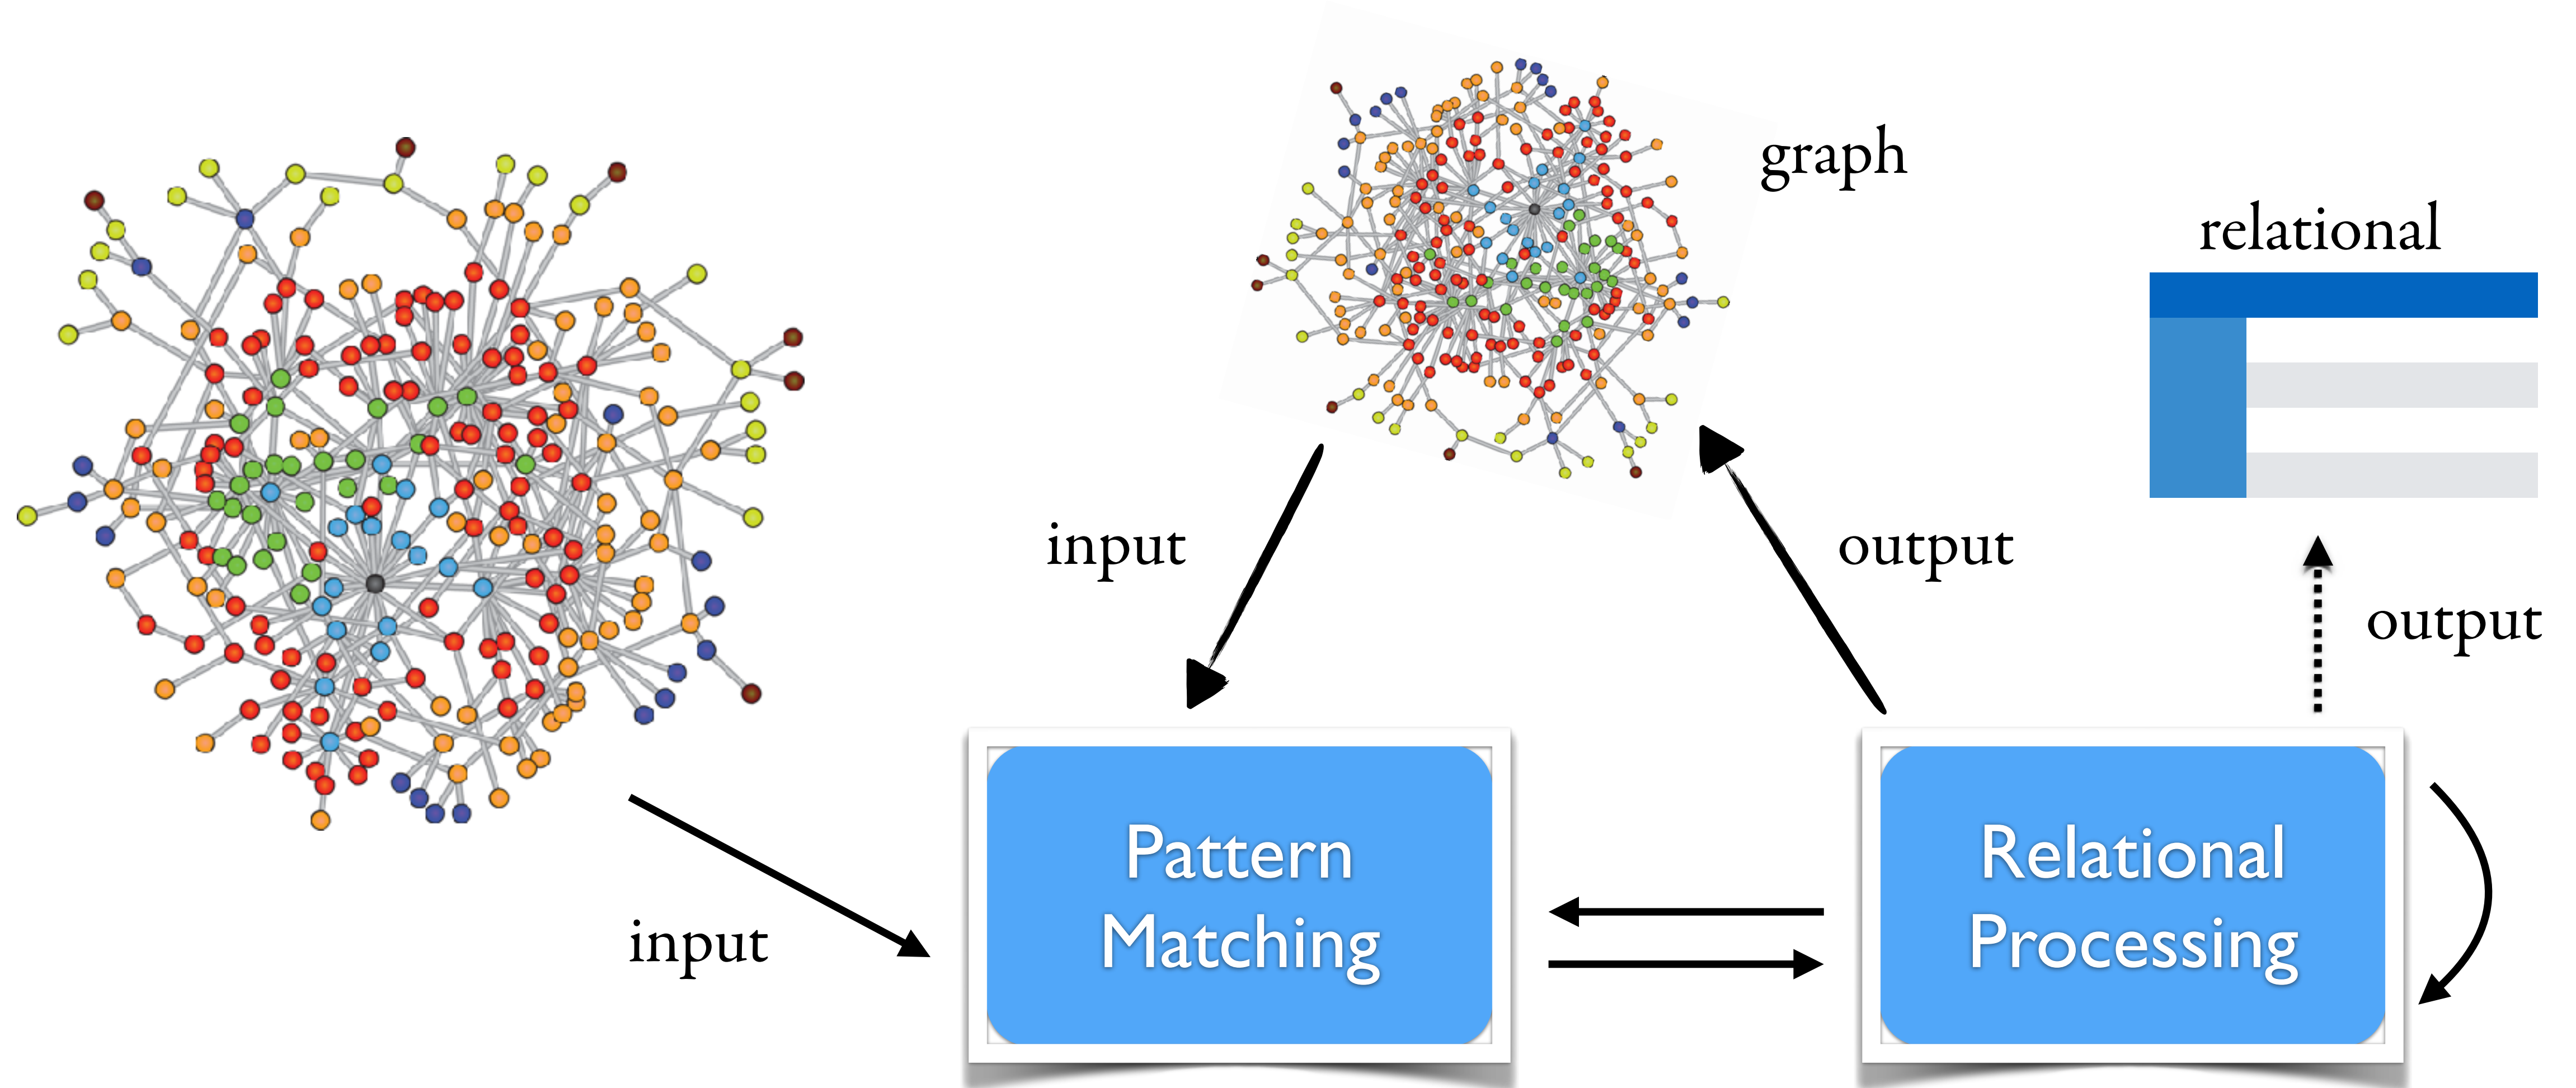 graph
relational
input
output
output
input
Pattern
Matching
Relational
Processing